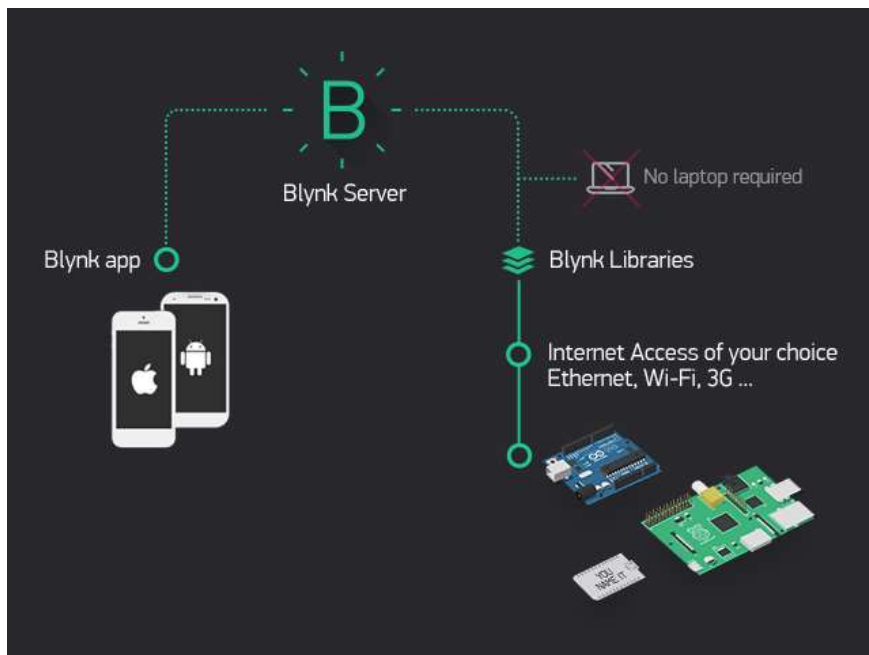 B
Blynk Server
No laptop required
Blynk app
Blynk Libraries
Internet Access of your choice
Ethernet, Wi-Fi, 3G ...
YOU
NAME IT